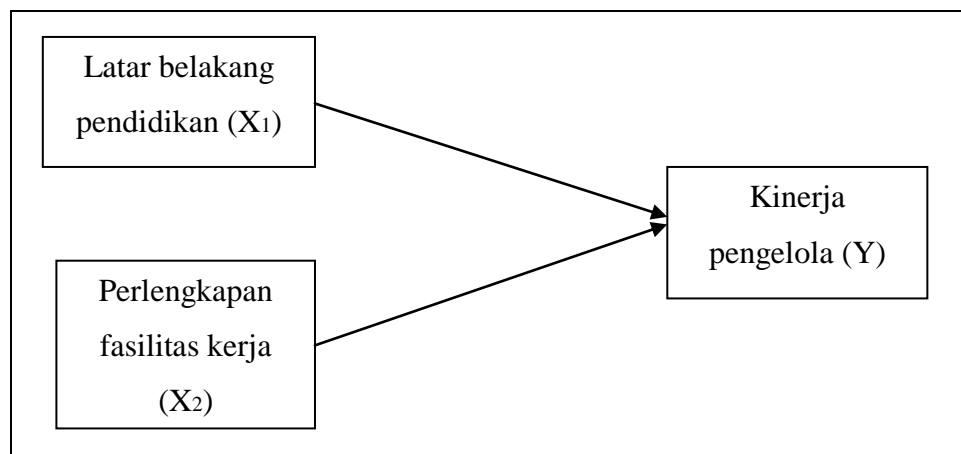 Latar belakang
pendidikan (X1)
Kinerja
pengelola (Y)
Perlengkapan
fasilitas kerja
(X2)